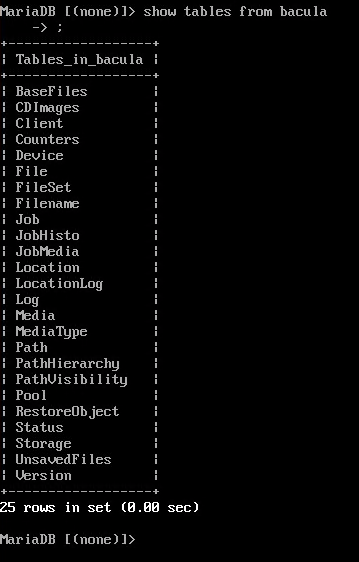 MariaDB [(none)]> show tables from bacula
    -> ;
+------------------+
| Tables_in_bacula |
+------------------+
| BaseFiles        |
| CDImages         |
| Client           |
| Counters         |
| Device           |
| File             |
| FileSet          |
| Filename         |
| Job              |
| JobHisto         |
| JobMedia         |
| Location         |
| LocationLog      |
| Log              |
| Media            |
| MediaType        |
| Path             |
| PathHierarchy    |
| PathVisibility   |
| Pool             |
| RestoreObject    |
| Status           |
| Storage          |
| UnsavedFiles     |
| Version          |
+------------------+
25 rows in set (0.00 sec)
MariaDB [(none)]>